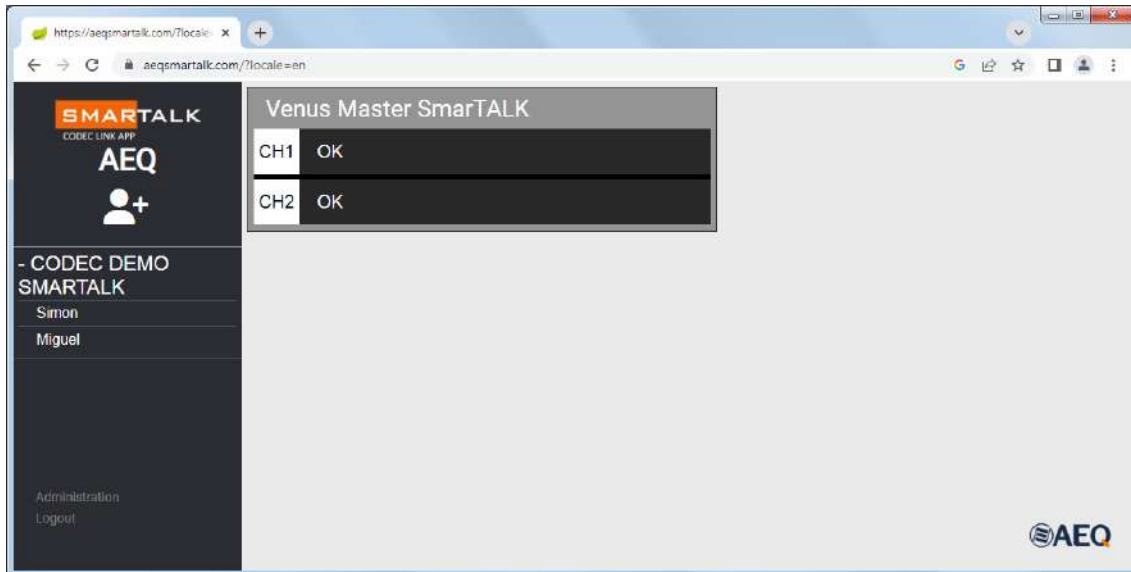 https://aeqsmartalk.com/?locale=
aeqsmartalk.com/?locale=en
SMARTALK
CODEC LINK APP
AEQ
- CODEC DEMO
SMARTALK
Simon
Miguel
Administration
Logout
Venus Master SmarTALK
CH1 OK
CH2 OK
AEQ